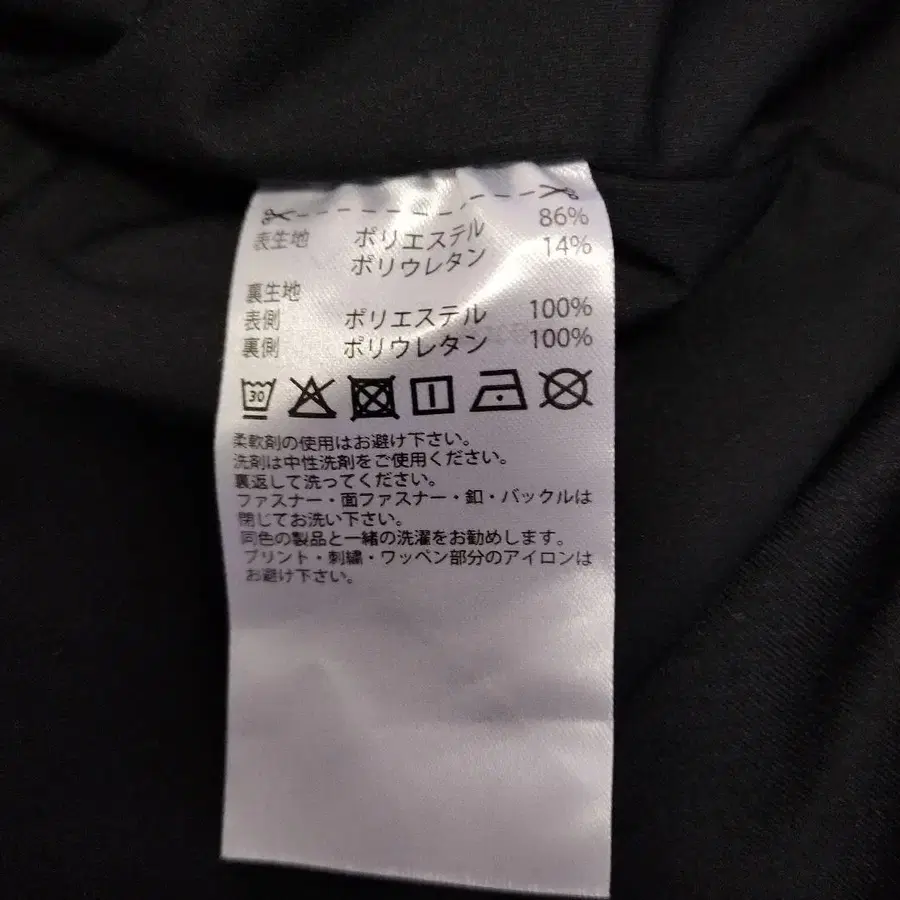 表生地 ポリエステル 86%
ポリウレタン 14%
裏生地
表側 ポリエステル 100%
裏側 ポリウレタン 100%
30
柔軟剤の使用はお避け下さい。
洗剤は中性洗剤をご使用ください。
裏返して洗ってください。
ファスナー・面ファスナー・釦・バックルは
閉じてお洗い下さい。
同色の製品と一緒の洗濯をお勧めします。
プリント・刺繍・ワッペン部分のアイロンは
お避け下さい。